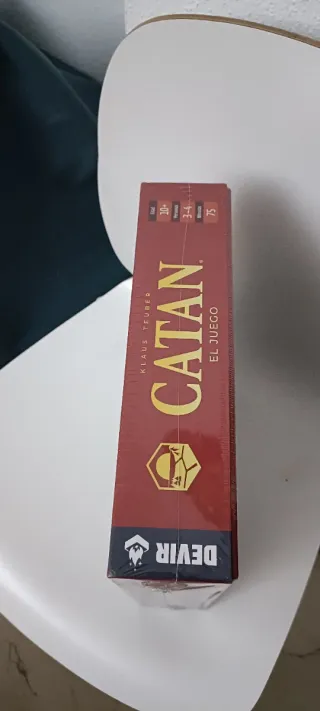 DEVIR
KLAUS TEUBER
CATAN
EL JUEGO
10+
3-4
75